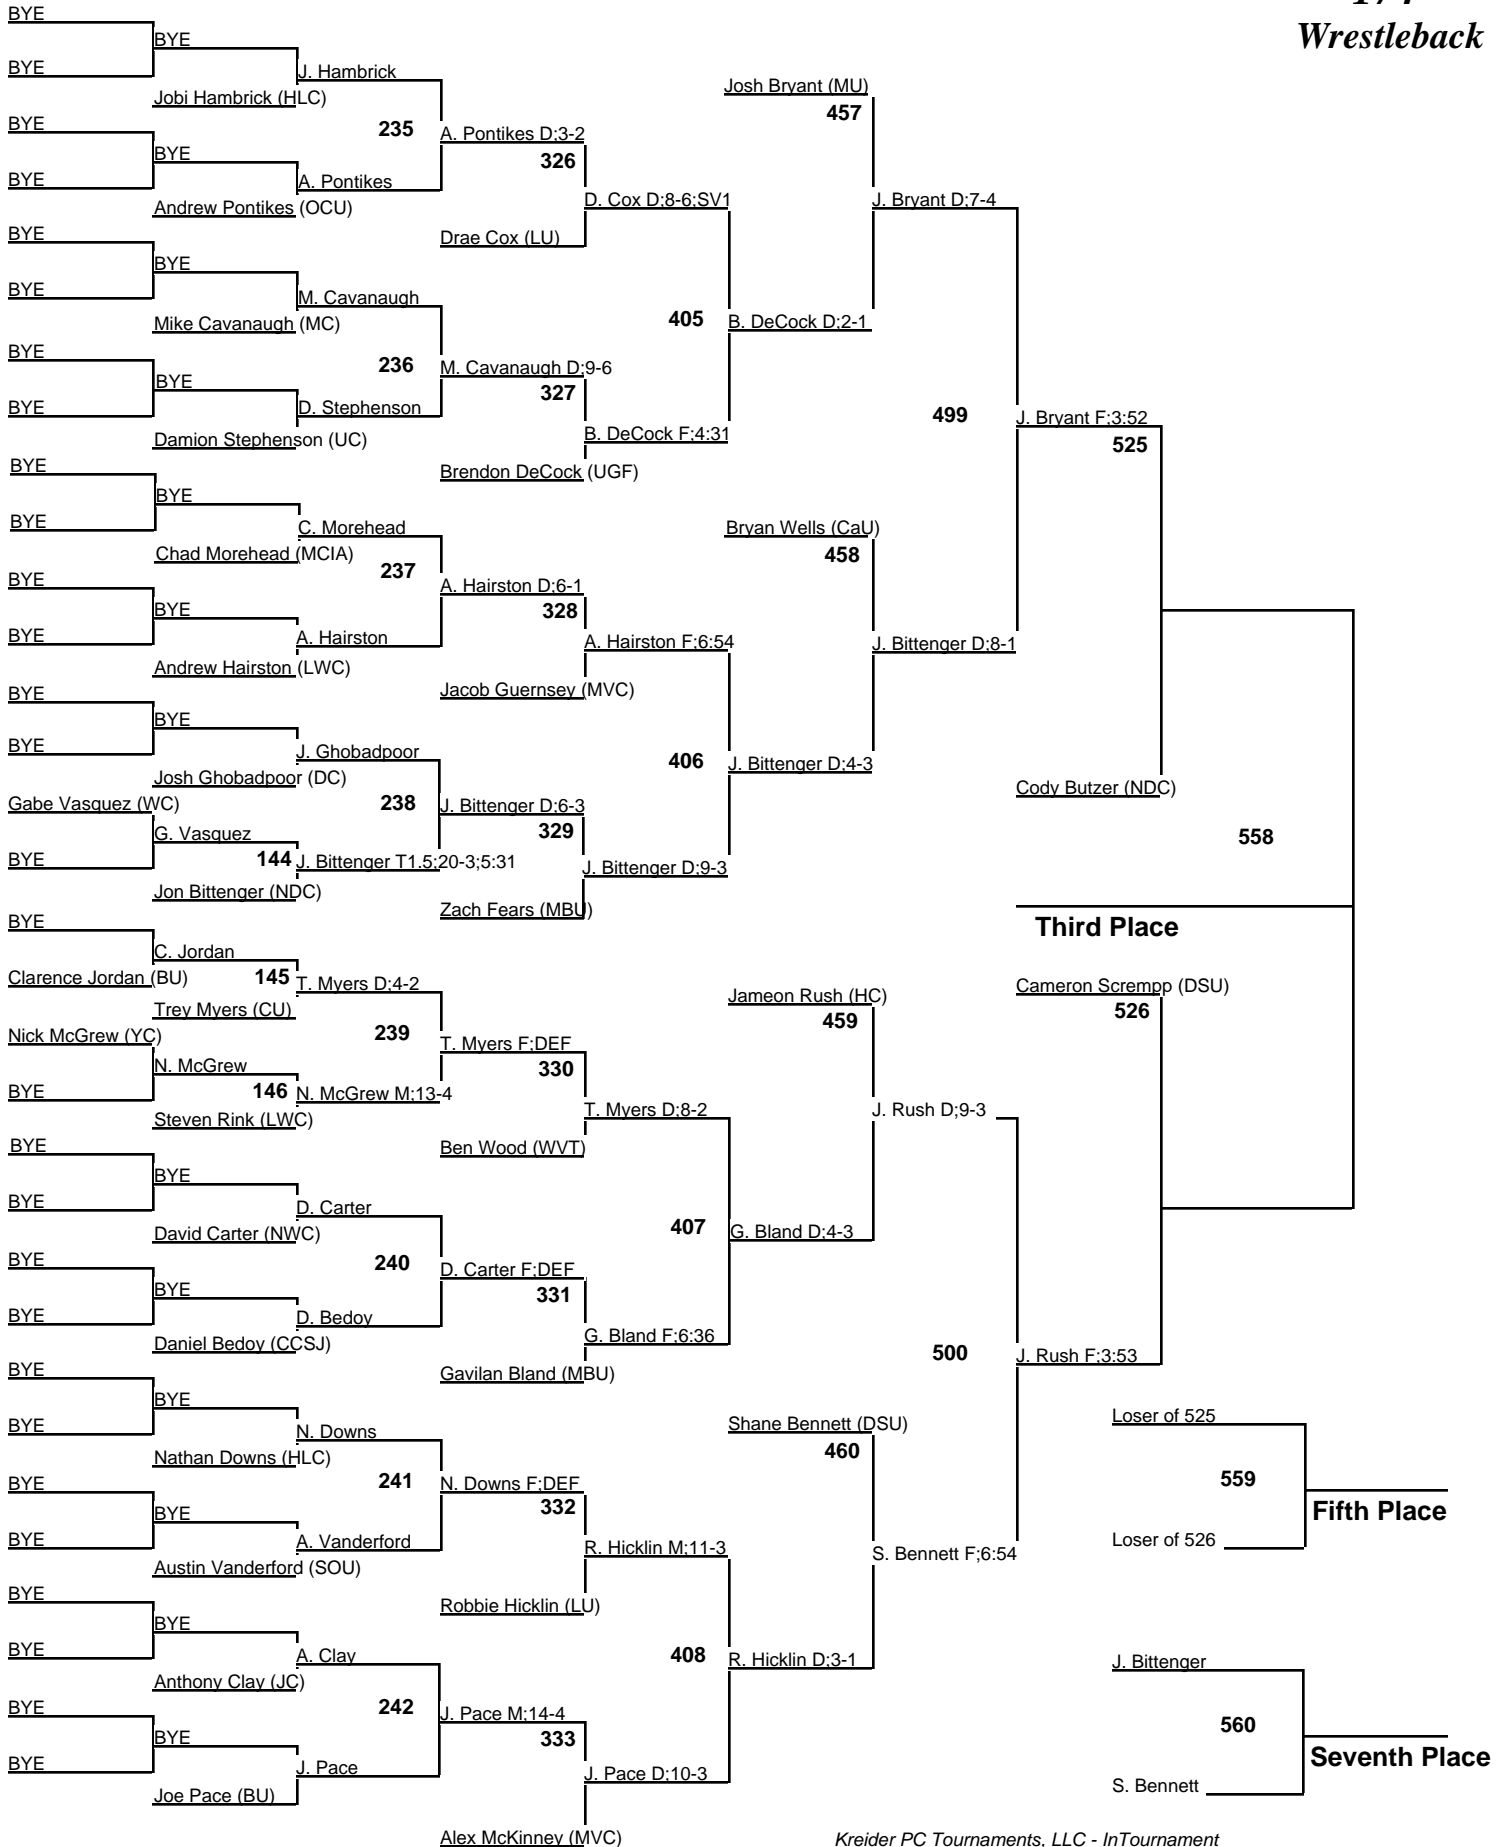 Wrestleback
BYE
BYE
BYE
J. Hambrick
Jobi Hambrick (HLC)
BYE
235
A. Pontikes D;3-2
326
BYE
BYE
A. Pontikes
Andrew Pontikes (OCU)
D. Cox D;8-6;SV1
Drae Cox (LU)
Josh Bryant (MU)
457
J. Bryant D;7-4
BYE
BYE
BYE
M. Cavanaugh
Mike Cavanaugh (MC)
405
B. DeCock D;2-1
BYE
236
M. Cavanaugh D;9-6
327
BYE
BYE
D. Stephenson
Damion Stephenson (UC)
B. DeCock F;4:31
Brendon DeCock (UGF)
499
J. Bryant F;3:52
525
BYE
BYE
BYE
C. Morehead
Chad Morehead (MCIA)
237
Bryan Wells (CaU)
458
BYE
A. Hairston D;6-1
328
BYE
BYE
A. Hairston
Andrew Hairston (LWC)
A. Hairston F;6:54
Jacob Guernsey (MVC)
J. Bittenger D;8-1
BYE
BYE
BYE
J. Ghobadpoor
Josh Ghobadpoor (DC)
406
J. Bittenger D;4-3
Cody Butzer (NDC)
Gabe Vasquez (WC)
238
J. Bittenger D;6-3
329
G. Vasquez
BYE
144
J. Bittenger T1.5;20-3;5:31
Jon Bittenger (NDC)
J. Bittenger D;9-3
Zach Fears (MBU)
558
Third Place
BYE
C. Jordan
Clarence Jordan (BU)
145
T. Myers D;4-2
Trey Myers (CU)
Jameon Rush (HC)
459
Cameron Scrempp (DSU)
526
Nick McGrew (YC)
239
T. Myers F;DEF
330
N. McGrew
BYE
146
N. McGrew M;13-4
Steven Rink (LWC)
T. Myers D;8-2
Ben Wood (WVT)
J. Rush D;9-3
BYE
BYE
BYE
D. Carter
David Carter (NWC)
407
G. Bland D;4-3
BYE
240
D. Carter F;DEF
331
BYE
BYE
D. Bedoy
Daniel Bedoy (CCSJ)
G. Bland F;6:36
Gavilan Bland (MBU)
500
J. Rush F;3:53
BYE
BYE
BYE
N. Downs
Nathan Downs (HLC)
Shane Bennett (DSU)
460
Loser of 525
BYE
241
N. Downs F;DEF
332
559
Fifth Place
BYE
BYE
A. Vanderford
Austin Vanderford (SOU)
R. Hicklin M;11-3
Robbie Hicklin (LU)
S. Bennett F;6:54
Loser of 526
BYE
BYE
BYE
A. Clay
Anthony Clay (JC)
408
R. Hicklin D;3-1
J. Bittenger
BYE
242
J. Pace M;14-4
333
560
BYE
BYE
J. Pace
Joe Pace (BU)
J. Pace D;10-3
Seventh Place
S. Bennett
Alex McKinney (MVC)
Kreider PC Tournaments, LLC - InTournament